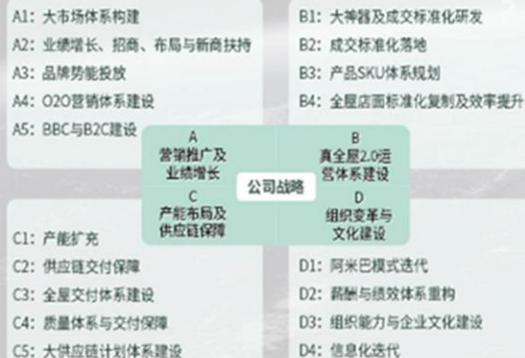 A1：大市场体系构建
A2：业绩增长、招商、布局与新商扶持
A3：品牌势能投放
A4：O2O营销体系建设
A5：BBC与B2C建设
B1：大神器及成交标准化研发
B2：成交标准化落地
B3：产品SKU体系规划
B4：全屋店面标准化复制及效率提升
A
营销推广及
业绩增长
B
真全屋2.0运
营体系建设
公司战略
C
产能布局及
供应链保障
D
组织变革与
文化建设
C1：产能扩充
C2：供应链交付保障
C3：全屋交付体系建设
C4：质量体系与交付保障
C5：大供应链计划体系建设
D1：阿米巴模式迭代
D2：薪酬与绩效体系重构
D3：组织能力与企业文化建设
D4：信息化迭代